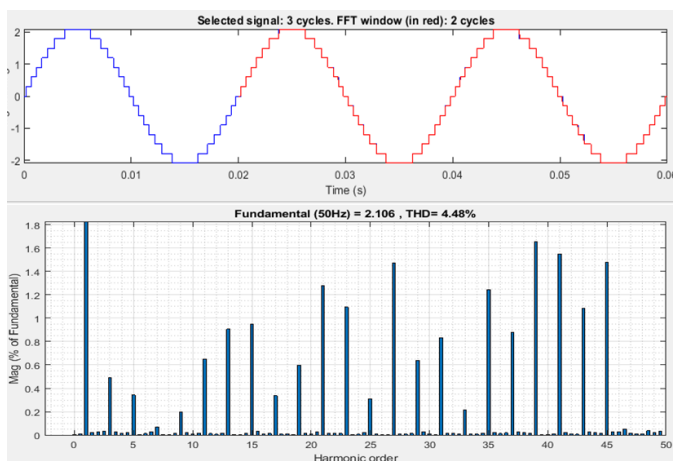 Selected signal: 3 cycles. FFT window (in red): 2 cycles
2
1
0
-1
-2
0 0.01 0.02 0.03 0.04 0.05 0.06
Time (s)
Fundamental (50Hz) = 2.106 , THD= 4.48%
Mag (% of Fundamental)
1.8
1.6
1.4
1.2
1
0.8
0.6
0.4
0.2
0
0 5 10 15 20 25 30 35 40 45 50
Harmonic order